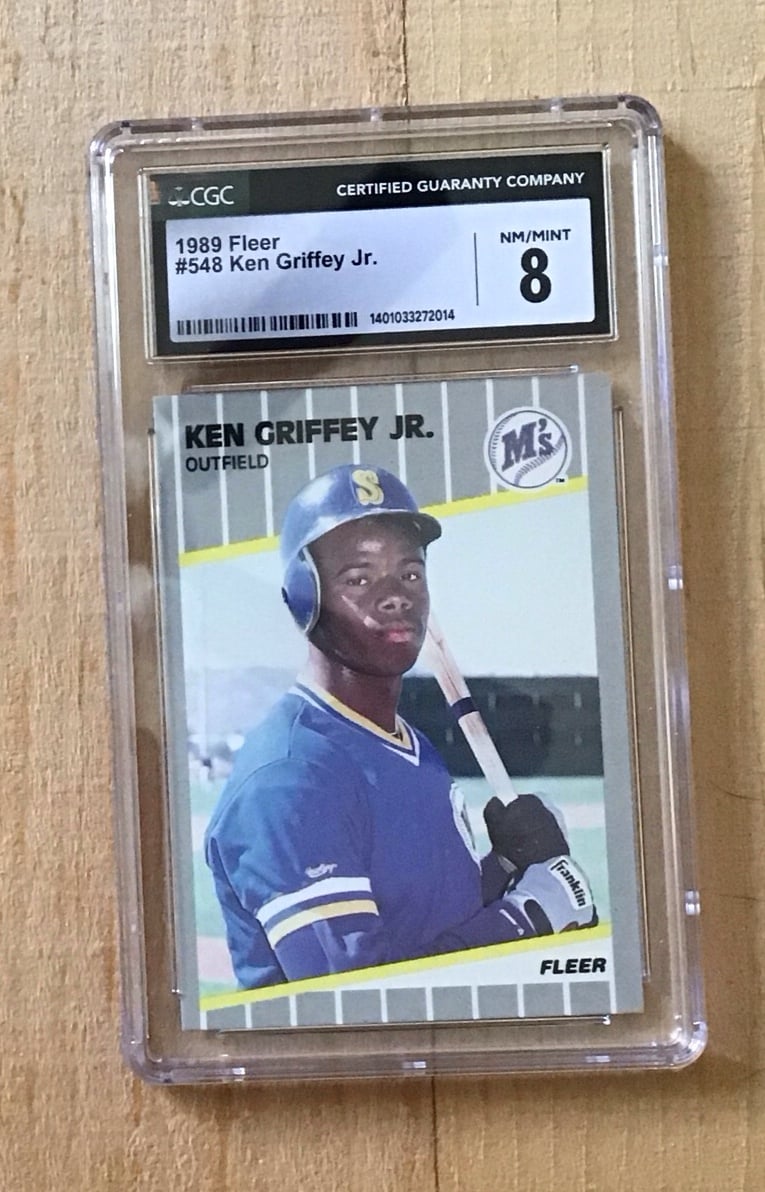 CGC
CERTIFIED GUARANTY COMPANY
1989 Fleer
#548 Ken Griffey Jr.
NM/MINT
8
1401033272014
KEN GRIFFEY JR.
OUTFIELD
M's
TM
S
Franklin
FLEER